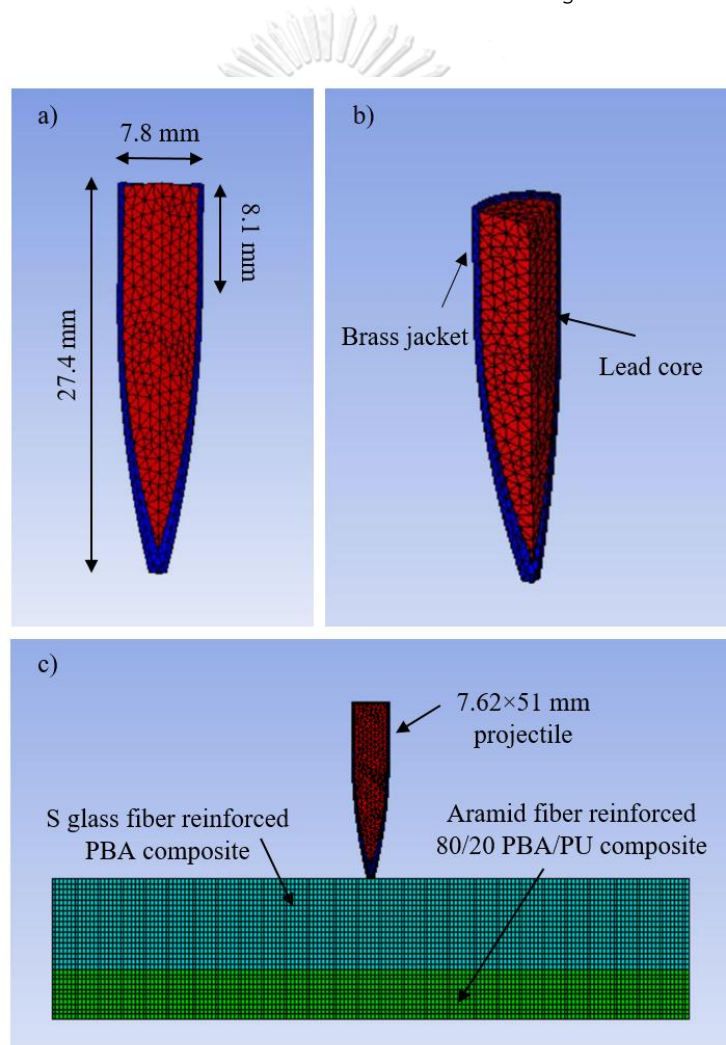 a)
7.8 mm
27.4 mm
8.1 mm
b)
Brass jacket
Lead core
c)
7.62×51 mm
projectile
S glass fiber reinforced
PBA composite
Aramid fiber reinforced
80/20 PBA/PU composite